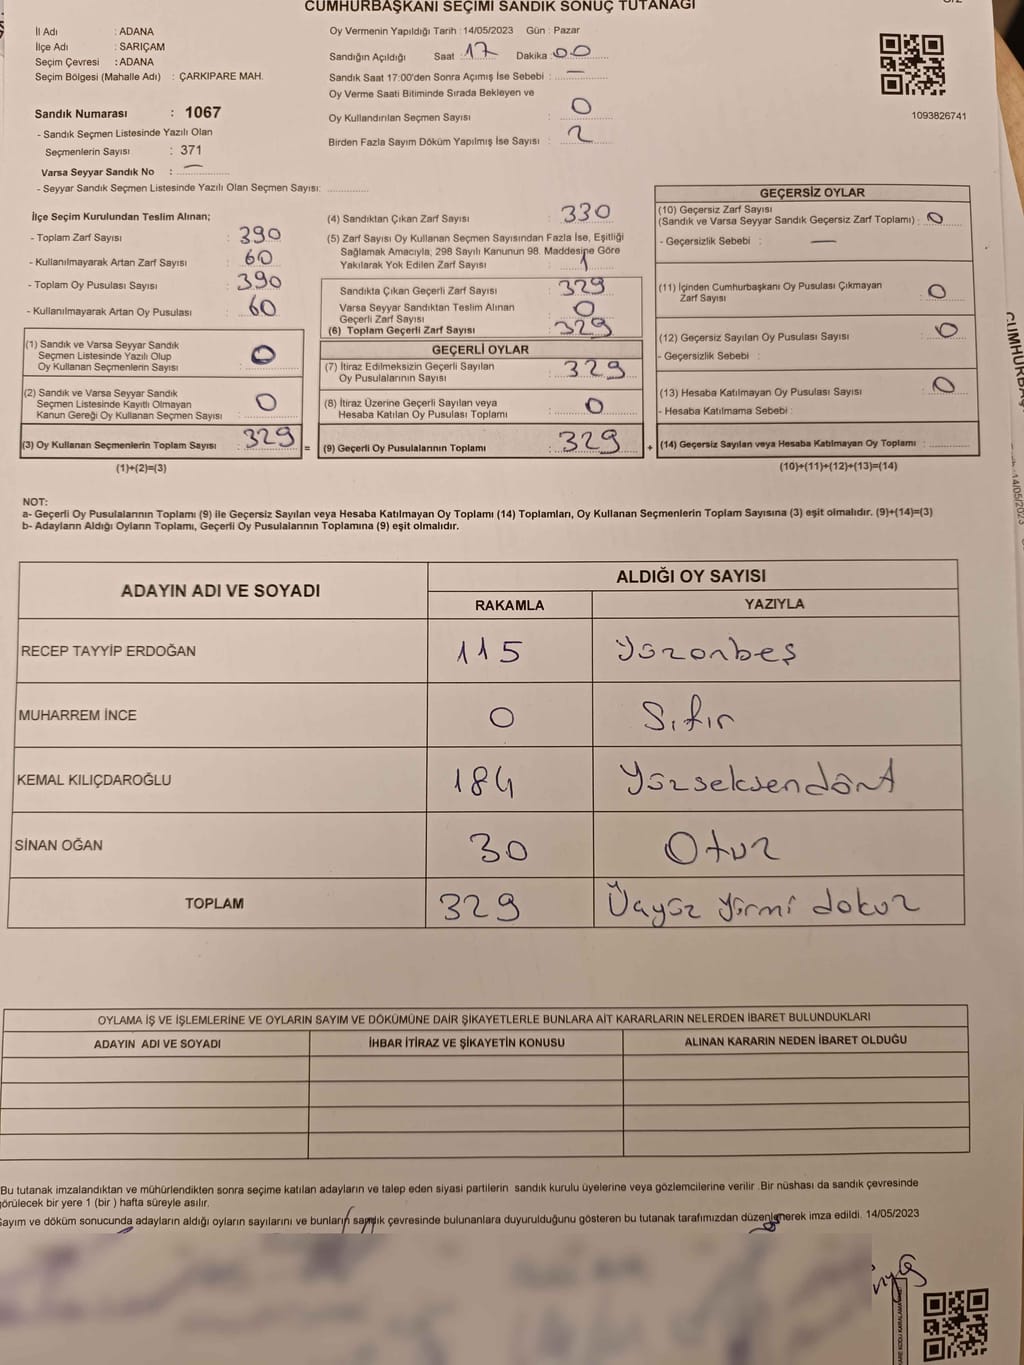 CUMHURBAŞKANI SEÇİMİ SANDIK SONUÇ TUTANAĞI
İl Adı : ADANA
İlçe Adı : SARIÇAM
Seçim Çevresi : ADANA
Seçim Bölgesi (Mahalle Adı) : ÇARKIPARE MAH.
Sandık Numarası : 1067
- Sandık Seçmen Listesinde Yazılı Olan
Seçmenlerin Sayısı : 371
Varsa Seyyar Sandık No : —
- Seyyar Sandık Seçmen Listesinde Yazılı Olan Seçmen Sayısı:
Oy Vermenin Yapıldığı Tarih : 14/05/2023 Gün : Pazar
Sandığın Açıldığı Saat : 17 Dakika : 00
Sandık Saat 17:00'den Sonra Açımış İse Sebebi : —
Oy Verme Saati Bitiminde Sırada Bekleyen ve
Oy Kullandırılan Seçmen Sayısı : 0
Birden Fazla Sayım Döküm Yapılmış İse Sayısı : 2
1093826741
İlçe Seçim Kurulundan Teslim Alınan;
- Toplam Zarf Sayısı : 390
- Kullanılmayarak Artan Zarf Sayısı : 60
- Toplam Oy Pusulası Sayısı : 390
- Kullanılmayarak Artan Oy Pusulası : 60
(1) Sandık ve Varsa Seyyar Sandık
Seçmen Listesinde Yazılı Olup
Oy Kullanan Seçmenlerin Sayısı : 0
(2) Sandık ve Varsa Seyyar Sandık
Seçmen Listesinde Kayıtlı Olmayan
Kanun Gereği Oy Kullanan Seçmen Sayısı : 0
(3) Oy Kullanan Seçmenlerin Toplam Sayısı : 329 =
(1)+(2)=(3)
(4) Sandıktan Çıkan Zarf Sayısı : 330
(5) Zarf Sayısı Oy Kullanan Seçmen Sayısından Fazla İse, Eşitliği
Sağlamak Amacıyla; 298 Sayılı Kanunun 98. Maddesine Göre
Yakılarak Yok Edilen Zarf Sayısı : 1
Sandıkta Çıkan Geçerli Zarf Sayısı : 329
Varsa Seyyar Sandıktan Teslim Alınan
Geçerli Zarf Sayısı : 0
(6) Toplam Geçerli Zarf Sayısı : 329
GEÇERLİ OYLAR
(7) İtiraz Edilmeksizin Geçerli Sayılan
Oy Pusulalarının Sayısı : 329
(8) İtiraz Üzerine Geçerli Sayılan veya
Hesaba Katılan Oy Pusulası Toplamı : 0
(9) Geçerli Oy Pusulalarının Toplamı : 329 +
GEÇERSİZ OYLAR
(10) Geçersiz Zarf Sayısı
(Sandık ve Varsa Seyyar Sandık Geçersiz Zarf Toplamı) : 0
- Geçersizlik Sebebi : —
(11) İçinden Cumhurbaşkanı Oy Pusulası Çıkmayan
Zarf Sayısı : 0
(12) Geçersiz Sayılan Oy Pusulası Sayısı : 0
- Geçersizlik Sebebi :
(13) Hesaba Katılmayan Oy Pusulası Sayısı : 0
- Hesaba Katılmama Sebebi :
(14) Geçersiz Sayılan veya Hesaba Katılmayan Oy Toplamı :
(10)+(11)+(12)+(13)=(14)
NOT:
a- Geçerli Oy Pusulalarının Toplamı (9) ile Geçersiz Sayılan veya Hesaba Katılmayan Oy Toplamı (14) Toplamları, Oy Kullanan Seçmenlerin Toplam Sayısına (3) eşit olmalıdır. (9)+(14)=(3)
b- Adayların Aldığı Oyların Toplamı, Geçerli Oy Pusulalarının Toplamına (9) eşit olmalıdır.
ADAYIN ADI VE SOYADI
ALDIĞI OY SAYISI
RAKAMLA YAZIYLA
RECEP TAYYİP ERDOĞAN 115 Yüzonbeş
MUHARREM İNCE 0 Sıfır
KEMAL KILIÇDAROĞLU 184 Yüzseksendört
SİNAN OĞAN 30 Otuz
TOPLAM 329 Üçyüz yirmi dokuz
OYLAMA İŞ VE İŞLEMLERİNE VE OYLARIN SAYIM VE DÖKÜMÜNE DAİR ŞİKAYETLERLE BUNLARA AİT KARARLARIN NELERDEN İBARET BULUNDUKLARI
ADAYIN ADI VE SOYADI İHBAR İTİRAZ VE ŞİKAYETİN KONUSU ALINAN KARARIN NEDEN İBARET OLDUĞU
Bu tutanak imzalandıktan ve mühürlendikten sonra seçime katılan adayların ve talep eden siyasi partilerin sandık kurulu üyelerine veya gözlemcilerine verilir .Bir nüshası da sandık çevresinde
görülecek bir yere 1 (bir ) hafta süreyle asılır.
Sayım ve döküm sonucunda adayların aldığı oyların sayılarını ve bunların sandık çevresinde bulunanlara duyurulduğunu gösteren bu tutanak tarafımızdan düzenlenerek imza edildi. 14/05/2023